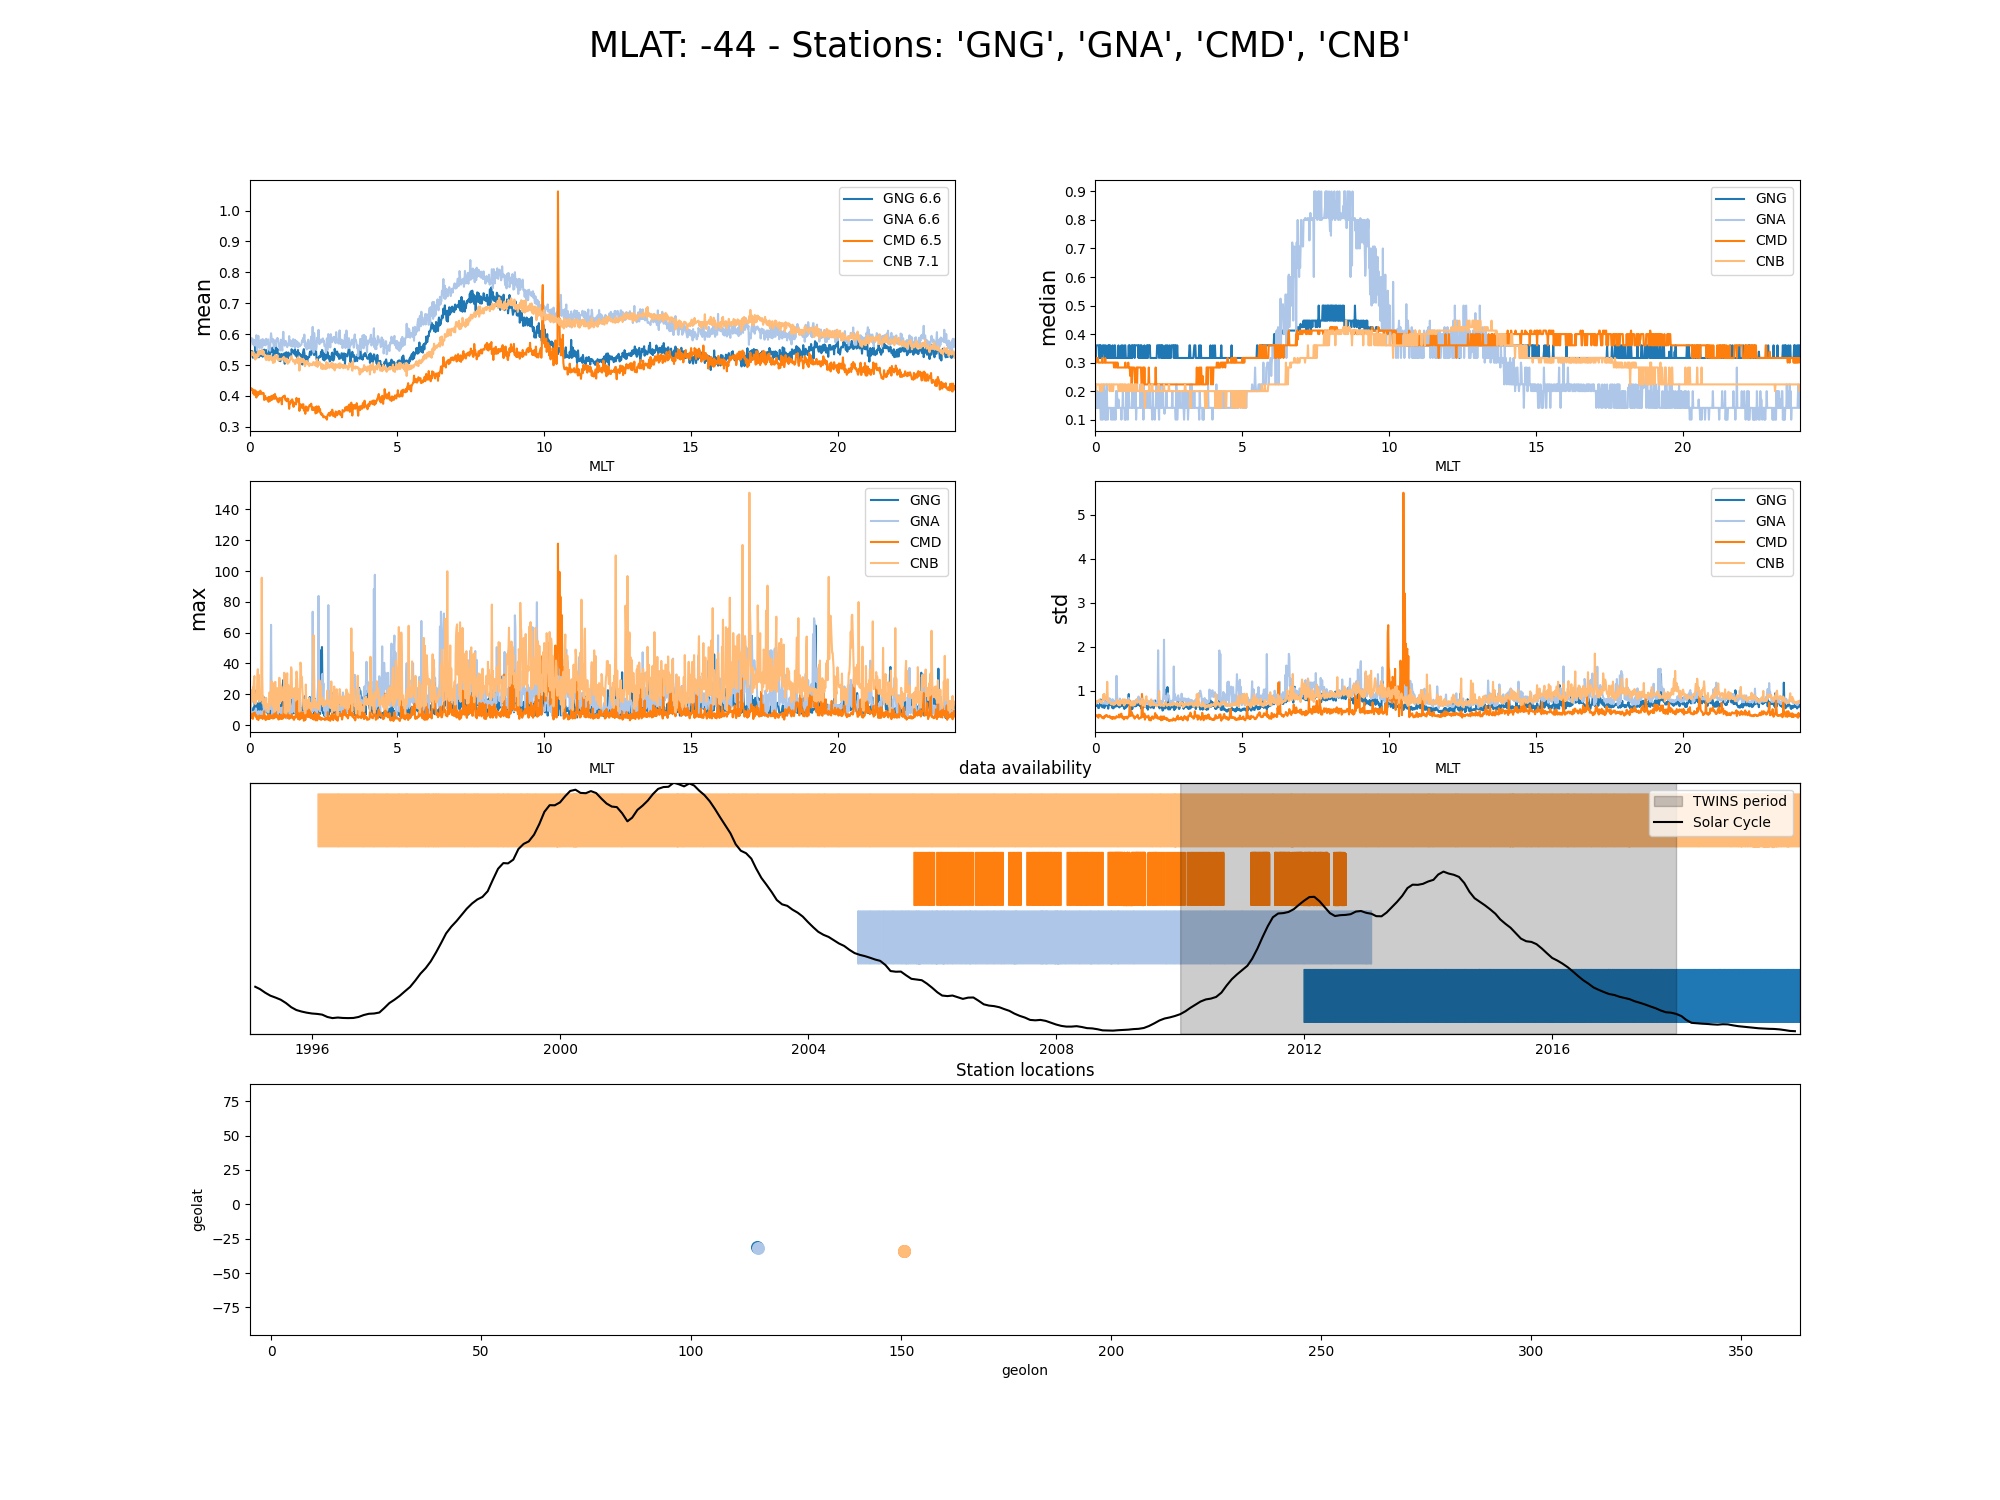 MLAT: -44 - Stations: 'GNG', 'GNA', 'CMD', 'CNB'
mean
1.0
0.9
0.8
0.7
0.6
0.5
0.4
0.3
GNG 6.6
GNA 6.6
CMD 6.5
CNB 7.1
0 5 10 15 20
MLT
median
0.9
0.8
0.7
0.6
0.5
0.4
0.3
0.2
0.1
GNG
GNA
CMD
CNB
0 5 10 15 20
MLT
max
140
120
100
80
60
40
20
0
GNG
GNA
CMD
CNB
0 5 10 15 20
MLT
std
5
4
3
2
1
GNG
GNA
CMD
CNB
0 5 10 15 20
MLT
data availability
TWINS period
Solar Cycle
1996 2000 2004 2008 2012 2016
Station locations
geolat
75
50
25
0
−25
−50
−75
0 50 100 150 200 250 300 350
geolon